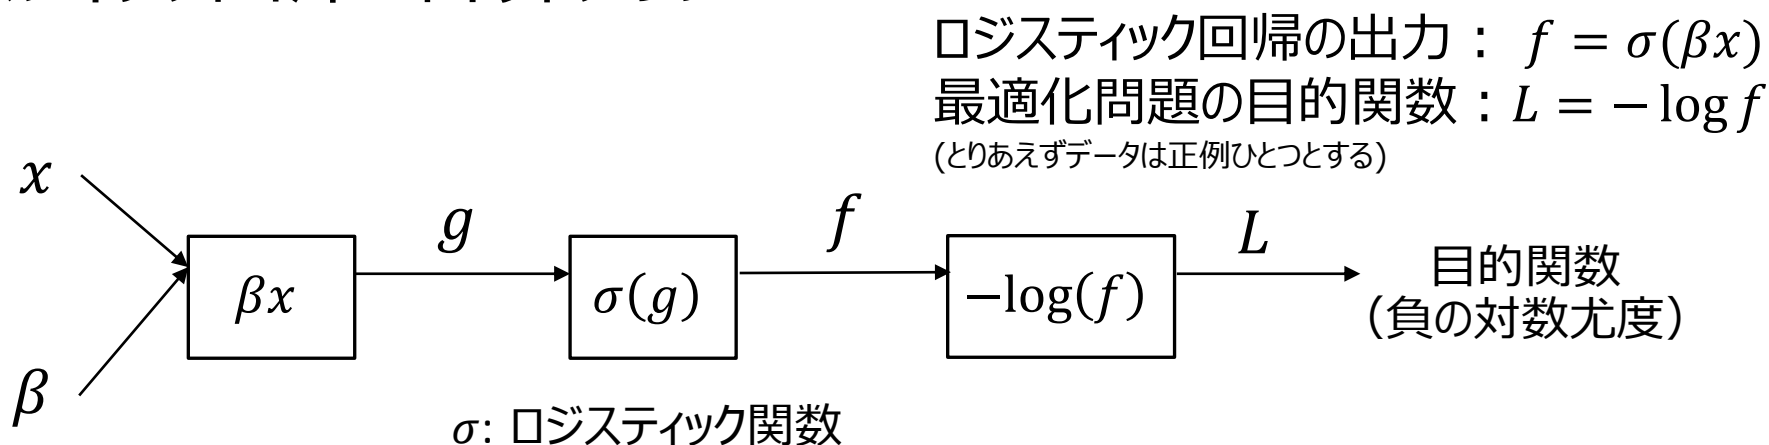 ロジスティック回帰の出力： f = σ(βx)
最適化問題の目的関数：L = − log f
(とりあえずデータは正例ひとつとする)
x
g
f
L
βx
σ(g)
−log(f)
目的関数
（負の対数尤度）
β
σ: ロジスティック関数